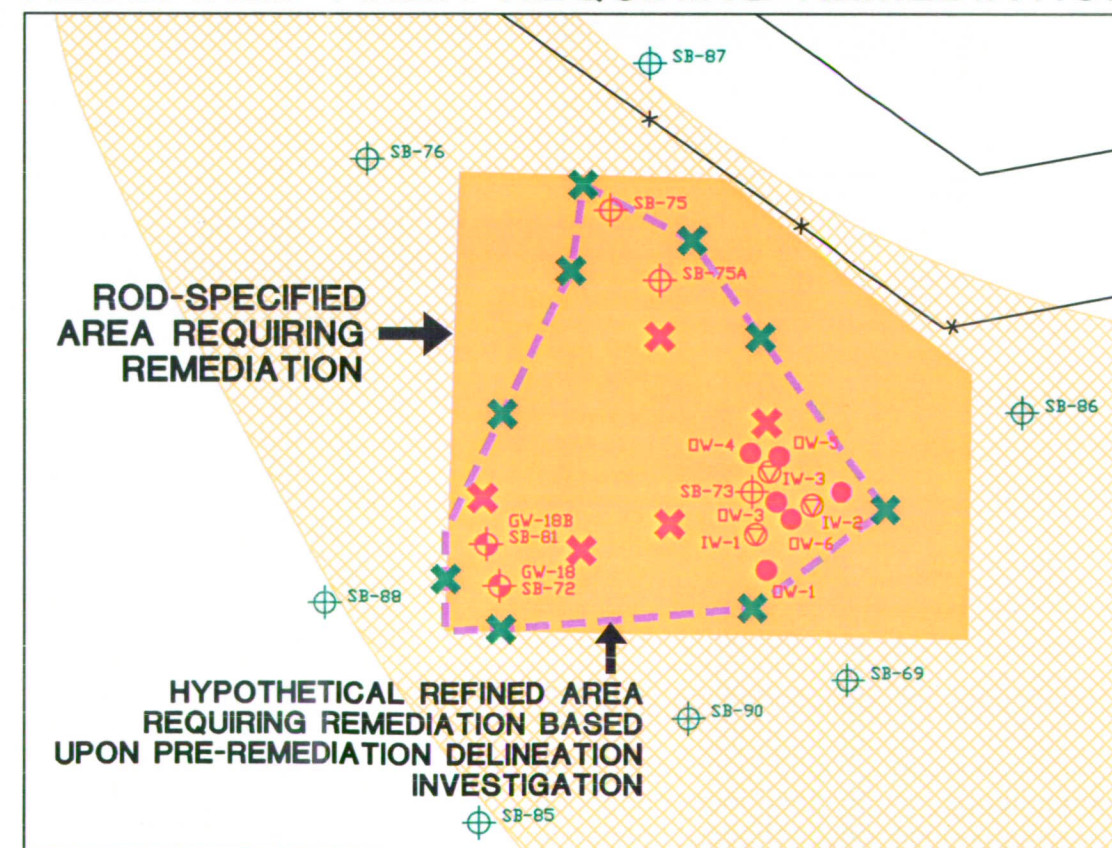 SB-87
SB-76
SB-75
SB-75A
ROD-SPECIFIED
AREA REQUIRING
REMEDIATION
SB-86
OW-4
OW-5
IW-3
SB-73
OW-3
IW-2
IW-1
OW-6
GW-18B
SB-81
GW-18
SB-72
OW-1
SB-88
SB-69
HYPOTHETICAL REFINED AREA
REQUIRING REMEDIATION BASED
UPON PRE-REMEDIATION DELINEATION
INVESTIGATION
SB-90
SB-85